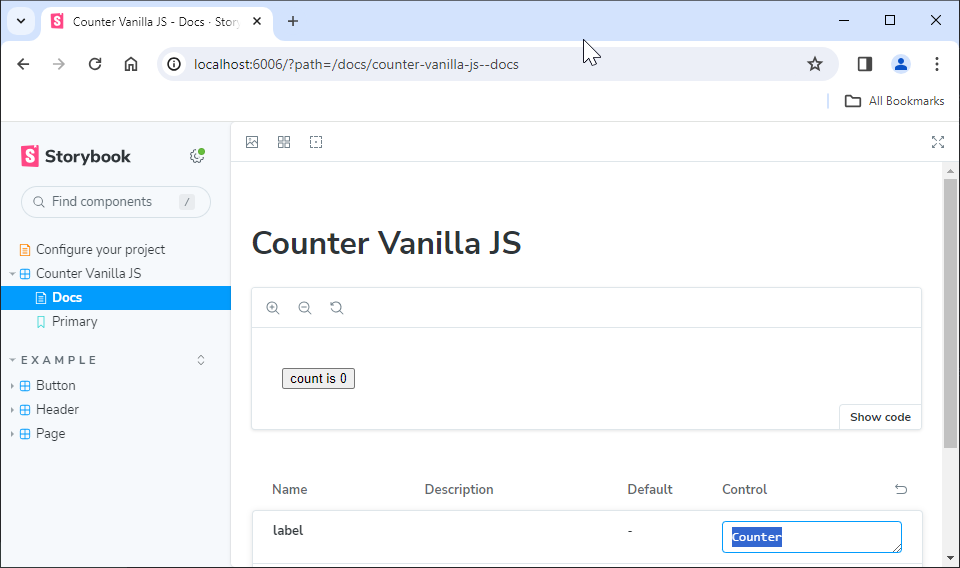 Counter Vanilla JS - Docs · Stor
localhost:6006/?path=/docs/counter-vanilla-js--docs
All Bookmarks
S Storybook
Find components /
Configure your project
Counter Vanilla JS
Docs
Primary
EXAMPLE
Button
Header
Page
Counter Vanilla JS
count is 0
Show code
Name Description Default Control
label - Counter